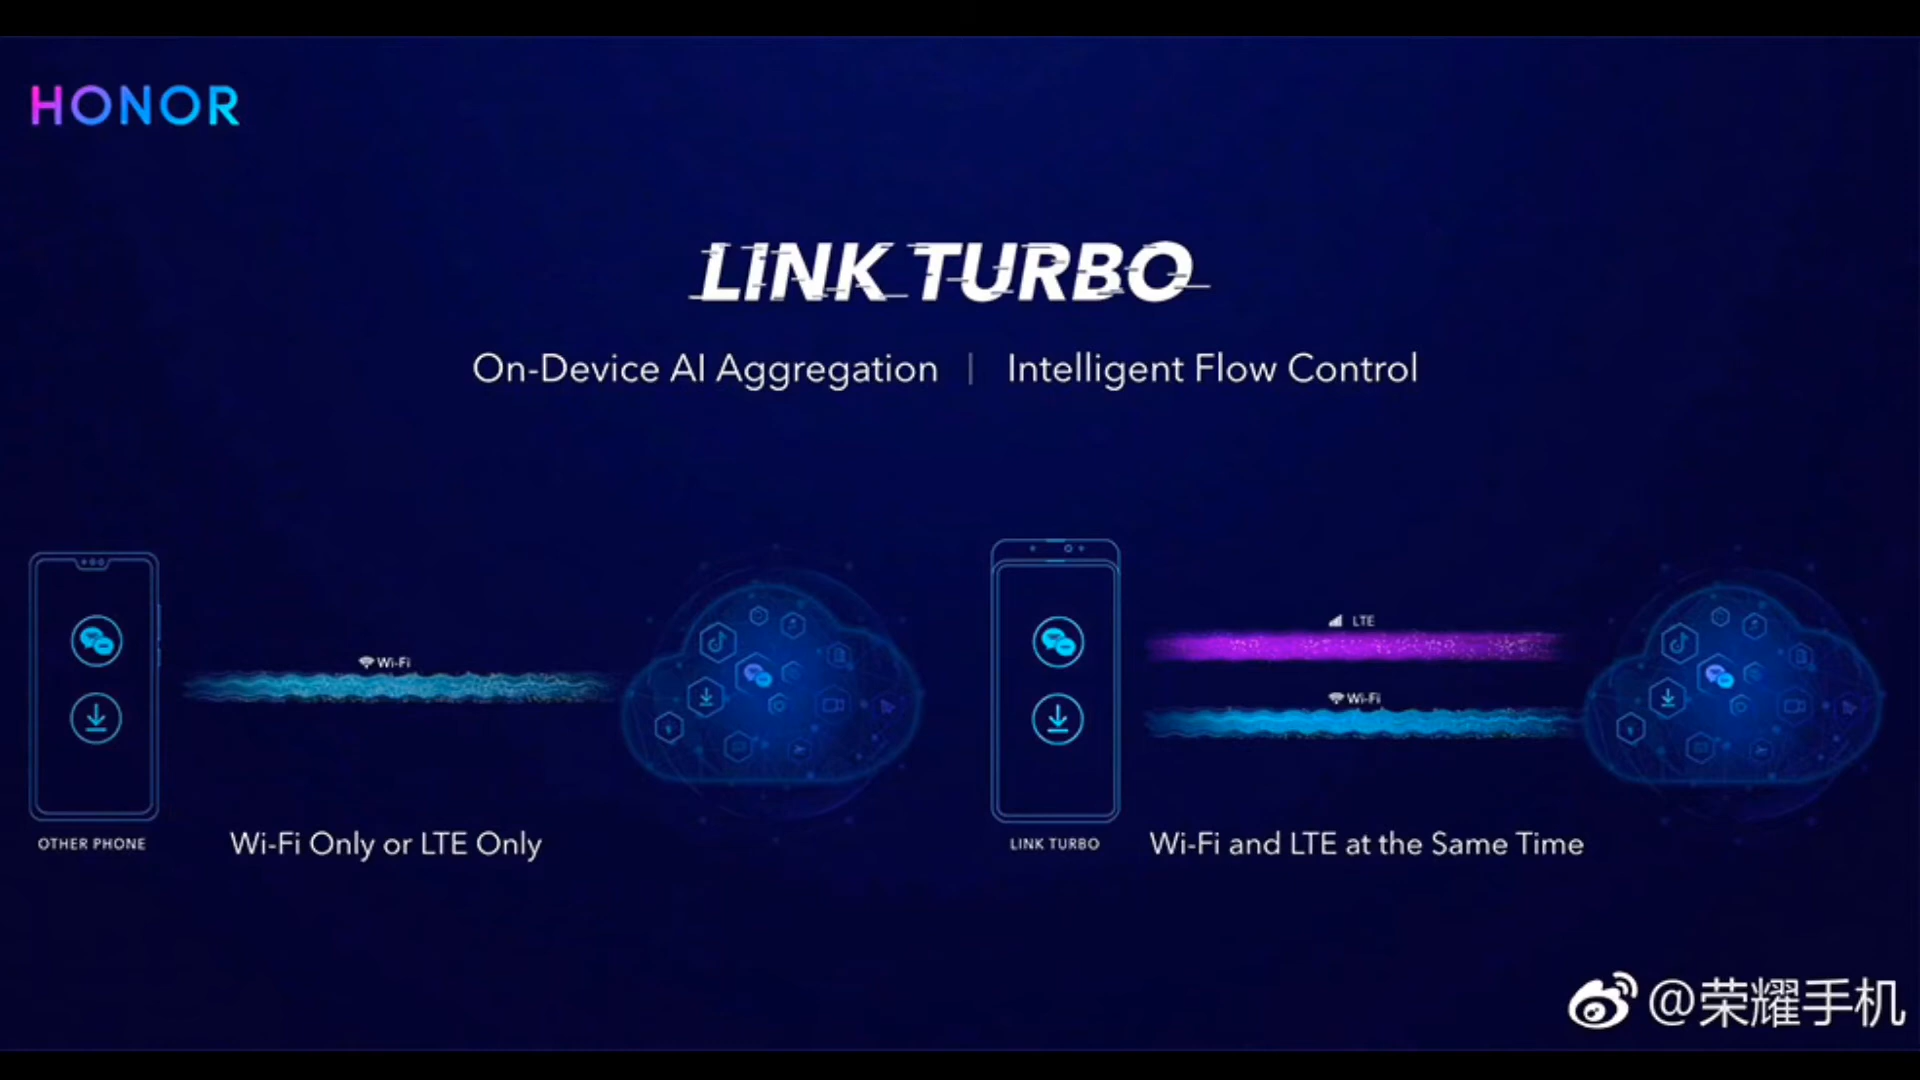 HONOR
LINK TURBO
On-Device AI Aggregation | Intelligent Flow Control
Wi-Fi
OTHER PHONE
Wi-Fi Only or LTE Only
LTE
Wi-Fi
LINK TURBO
Wi-Fi and LTE at the Same Time
@荣耀手机